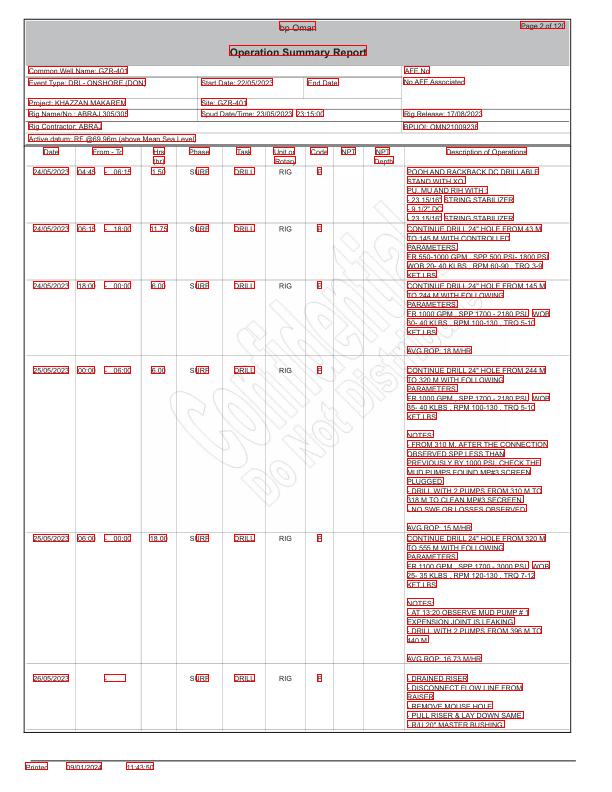 bp Oman
Page 2 of 120
Operation Summary Report
Common Well Name: GZR-401
AFE No
Event Type: DRL- ONSHORE (DON)
Start Date: 22/05/2023
End Date:
No AFE Associated
Project: KHAZZAN MAKAREM
Site: GZR-401
Rig Name/No.: ABRAJ 305/305
Spud Date/Time: 23/05/2023 23:15:00
Rig Release: 17/08/2023
Rig Contractor: ABRAJ
BPUOI: OMN21009236
Active datum: RF @69.96m (above Mean Sea Level)
Date From - To Hrs (hr) Phase Task Unit or Rotary Code NPT NPT Depth Description of Operations
24/05/2023 04:45 - 06:15 1.50 SURF DRILL RIG P POOH AND RACKBACK DC DRILLABLE
STAND WITH XO.
PU, MU AND RIH WITH :
- 23 15/16" STRING STABILIZER
- 9 1/2" DC
- 23 15/16" STRING STABILIZER
24/05/2023 06:15 - 18:00 11.75 SURF DRILL RIG P CONTINUE DRILL 24" HOLE FROM 43 M
TO 145 M WITH CONTROLLED
PARAMETERS:
FR 550-1000 GPM , SPP 500 PSI- 1800 PSI
WOB 20- 40 KLBS , RPM 60-90 , TRQ 3-9
KFT.LBS
24/05/2023 18:00 - 00:00 6.00 SURF DRILL RIG P CONTINUE DRILL 24" HOLE FROM 145 M
TO 244 M WITH FOLLOWING
PARAMETERS:
FR 1000 GPM , SPP 1700 - 2180 PSI, WOB
30- 40 KLBS , RPM 100-130 , TRQ 5-10
KFT.LBS
AVG ROP: 18 M/HR
25/05/2023 00:00 - 06:00 6.00 SURF DRILL RIG P CONTINUE DRILL 24" HOLE FROM 244 M
TO 320 M WITH FOLLOWING
PARAMETERS:
FR 1000 GPM , SPP 1700 - 2180 PSI, WOB
35- 40 KLBS , RPM 100-130 , TRQ 5-10
KFT.LBS
NOTES:
- FROM 310 M, AFTER THE CONNECTION
OBSERVED SPP LESS THAN
PREVIOUSLY BY 1000 PSI, CHECK THE
MUD PUMPS FOUND MP#3 SCREEN
PLUGGED
- DRILL WITH 2 PUMPS FROM 310 M TO
318 M TO CLEAN MP#3 SECREEN.
- NO SWF OR LOSSES OBSERVED
AVG ROP: 15 M/HR
25/05/2023 06:00 - 00:00 18.00 SURF DRILL RIG P CONTINUE DRILL 24" HOLE FROM 320 M
TO 555 M WITH FOLLOWING
PARAMETERS:
FR 1100 GPM , SPP 1700 - 3000 PSI , WOB
25- 35 KLBS , RPM 120-130 , TRQ 7-12
KFT.LBS
NOTES:
- AT 13:20 OBSERVE MUD PUMP # 1
EXPENSION JOINT IS LEAKING
- DRILL WITH 2 PUMPS FROM 396 M TO
440 M
AVG ROP: 16.73 M/HR
26/05/2023 - SURF DRILL RIG P - DRAINED RISER
- DISCONNECT FLOW LINE FROM
RAISER
- REMOVE MOUSE HOLE
- PULL RISER & LAY DOWN SAME
- R/U 20" MASTER BUSHING
Confidential
Do Not Distribute
Printed 09/01/2024 11:43:50